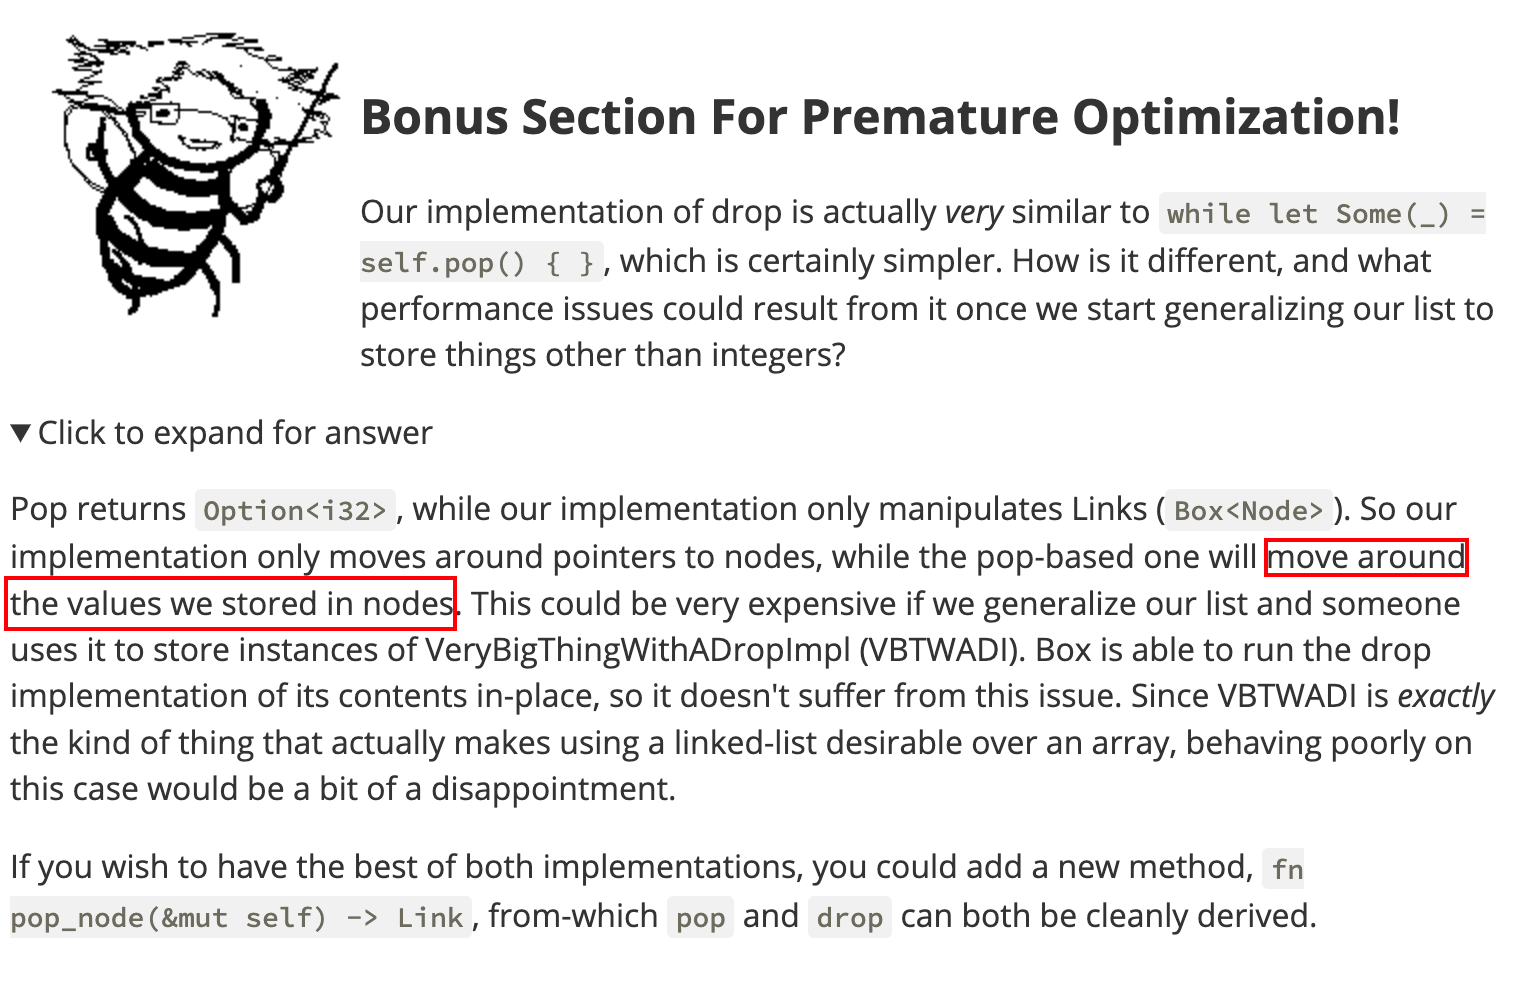 Bonus Section For Premature Optimization!
Our implementation of drop is actually very similar to while let Some(_) =
self.pop() { }, which is certainly simpler. How is it different, and what
performance issues could result from it once we start generalizing our list to
store things other than integers?
▼ Click to expand for answer
Pop returns Option<i32>, while our implementation only manipulates Links (Box<Node>). So our
implementation only moves around pointers to nodes, while the pop-based one will move around
the values we stored in nodes. This could be very expensive if we generalize our list and someone
uses it to store instances of VeryBigThingWithADropImpl (VBTWADI). Box is able to run the drop
implementation of its contents in-place, so it doesn't suffer from this issue. Since VBTWADI is exactly
the kind of thing that actually makes using a linked-list desirable over an array, behaving poorly on
this case would be a bit of a disappointment.
If you wish to have the best of both implementations, you could add a new method, fn
pop_node(&mut self) -> Link, from-which pop and drop can both be cleanly derived.